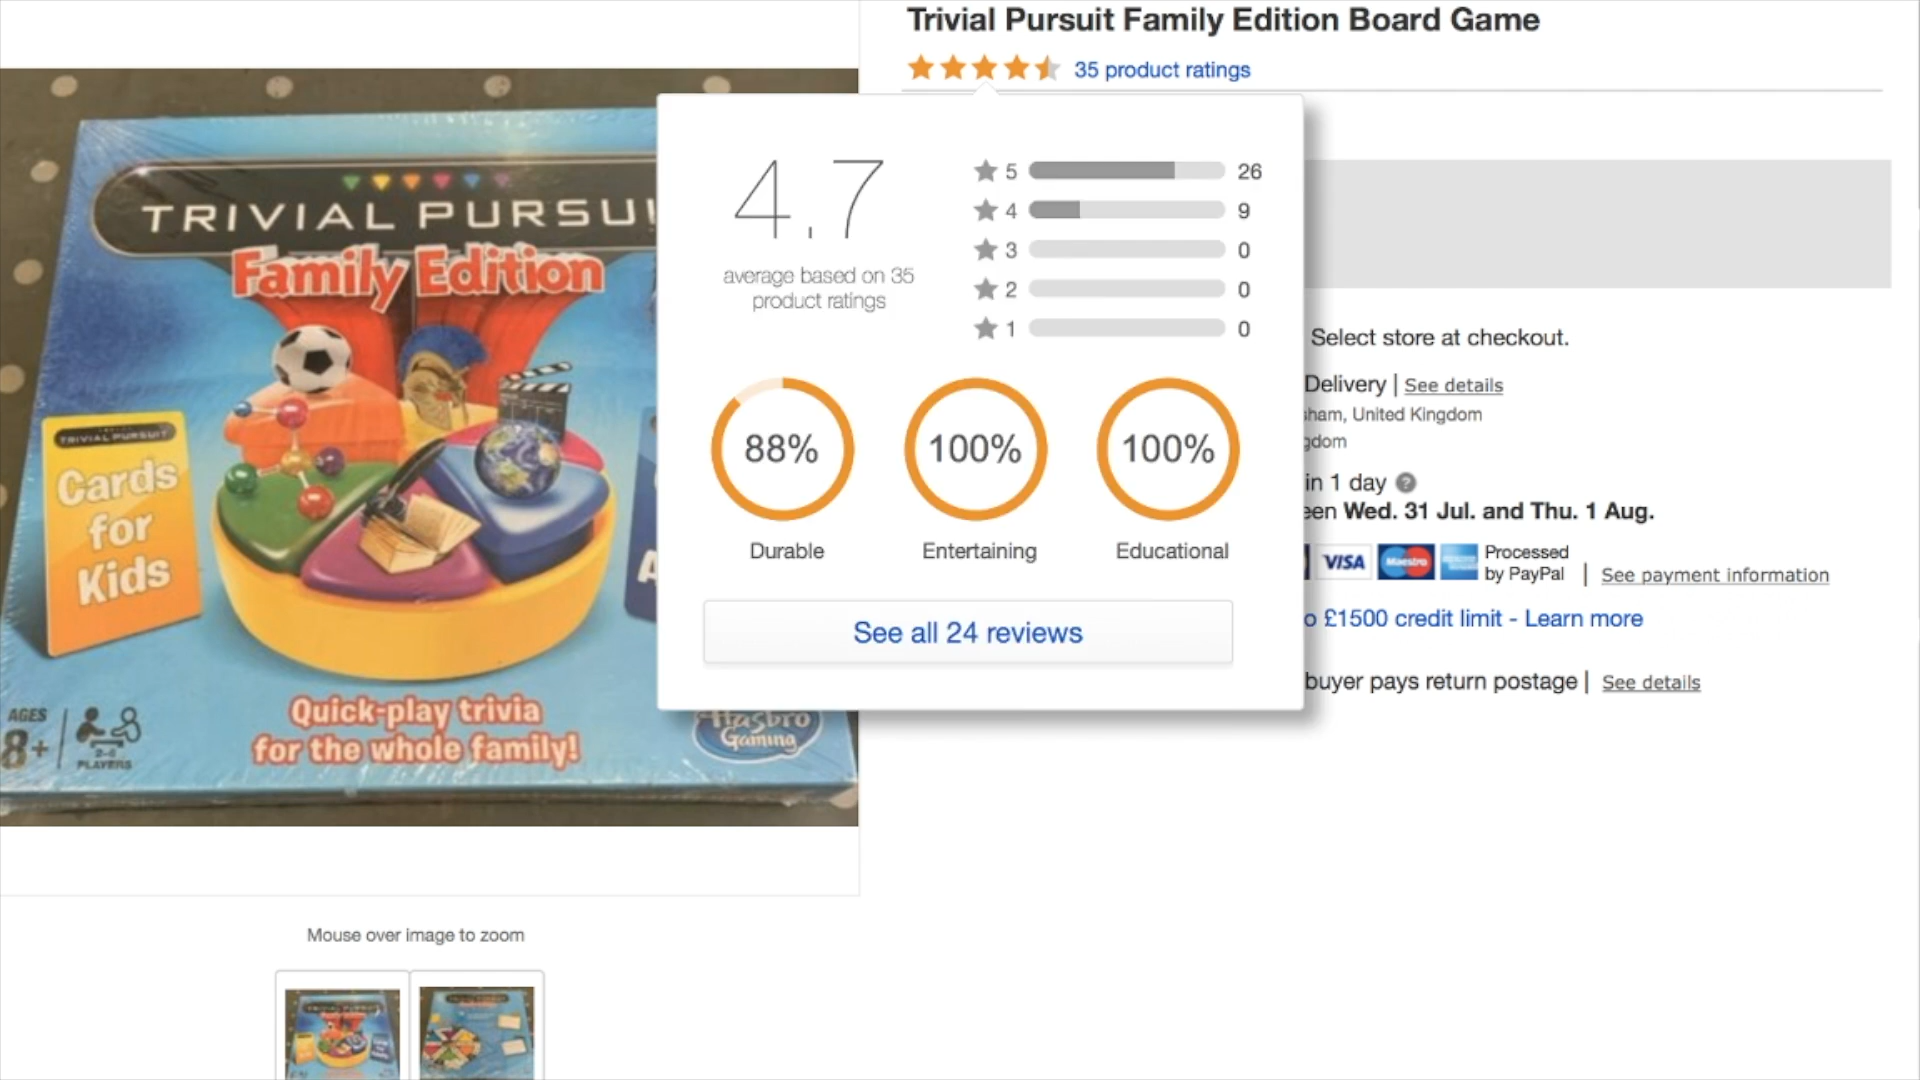 Trivial Pursuit Family Edition Board Game
35 product ratings
TRIVIAL PURSU
Family Edition
TRIVIAL PURSUIT
Cards
for
Kids
A
AGES
8+
2-6
PLAYERS
Quick-play trivia
for the whole family!
Hasbro
Gaming
4.7
average based on 35
product ratings
5 26
4 9
3 0
2 0
1 0
88% 100% 100%
Durable Entertaining Educational
See all 24 reviews
Select store at checkout.
Delivery | See details
sham, United Kingdom
gdom
in 1 day ?
een Wed. 31 Jul. and Thu. 1 Aug.
VISA Maestro Processed
by PayPal | See payment information
o £1500 credit limit - Learn more
buyer pays return postage | See details
Mouse over image to zoom